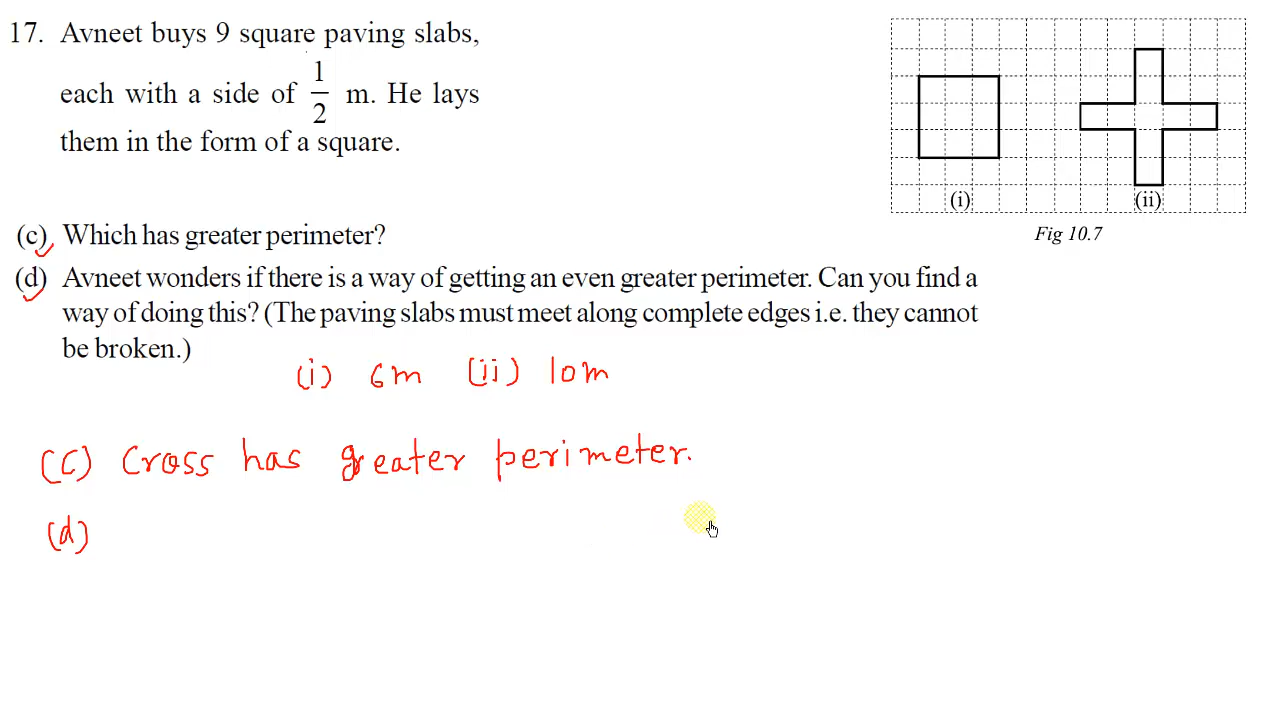 17. Avneet buys 9 square paving slabs,
each with a side of 1/2 m. He lays
them in the form of a square.
(i)
(ii)
Fig 10.7
(c) Which has greater perimeter?
(d) Avneet wonders if there is a way of getting an even greater perimeter. Can you find a
way of doing this? (The paving slabs must meet along complete edges i.e. they cannot
be broken.)
(i) 6m (ii) 10m
(c) Cross has greater perimeter.
(d)